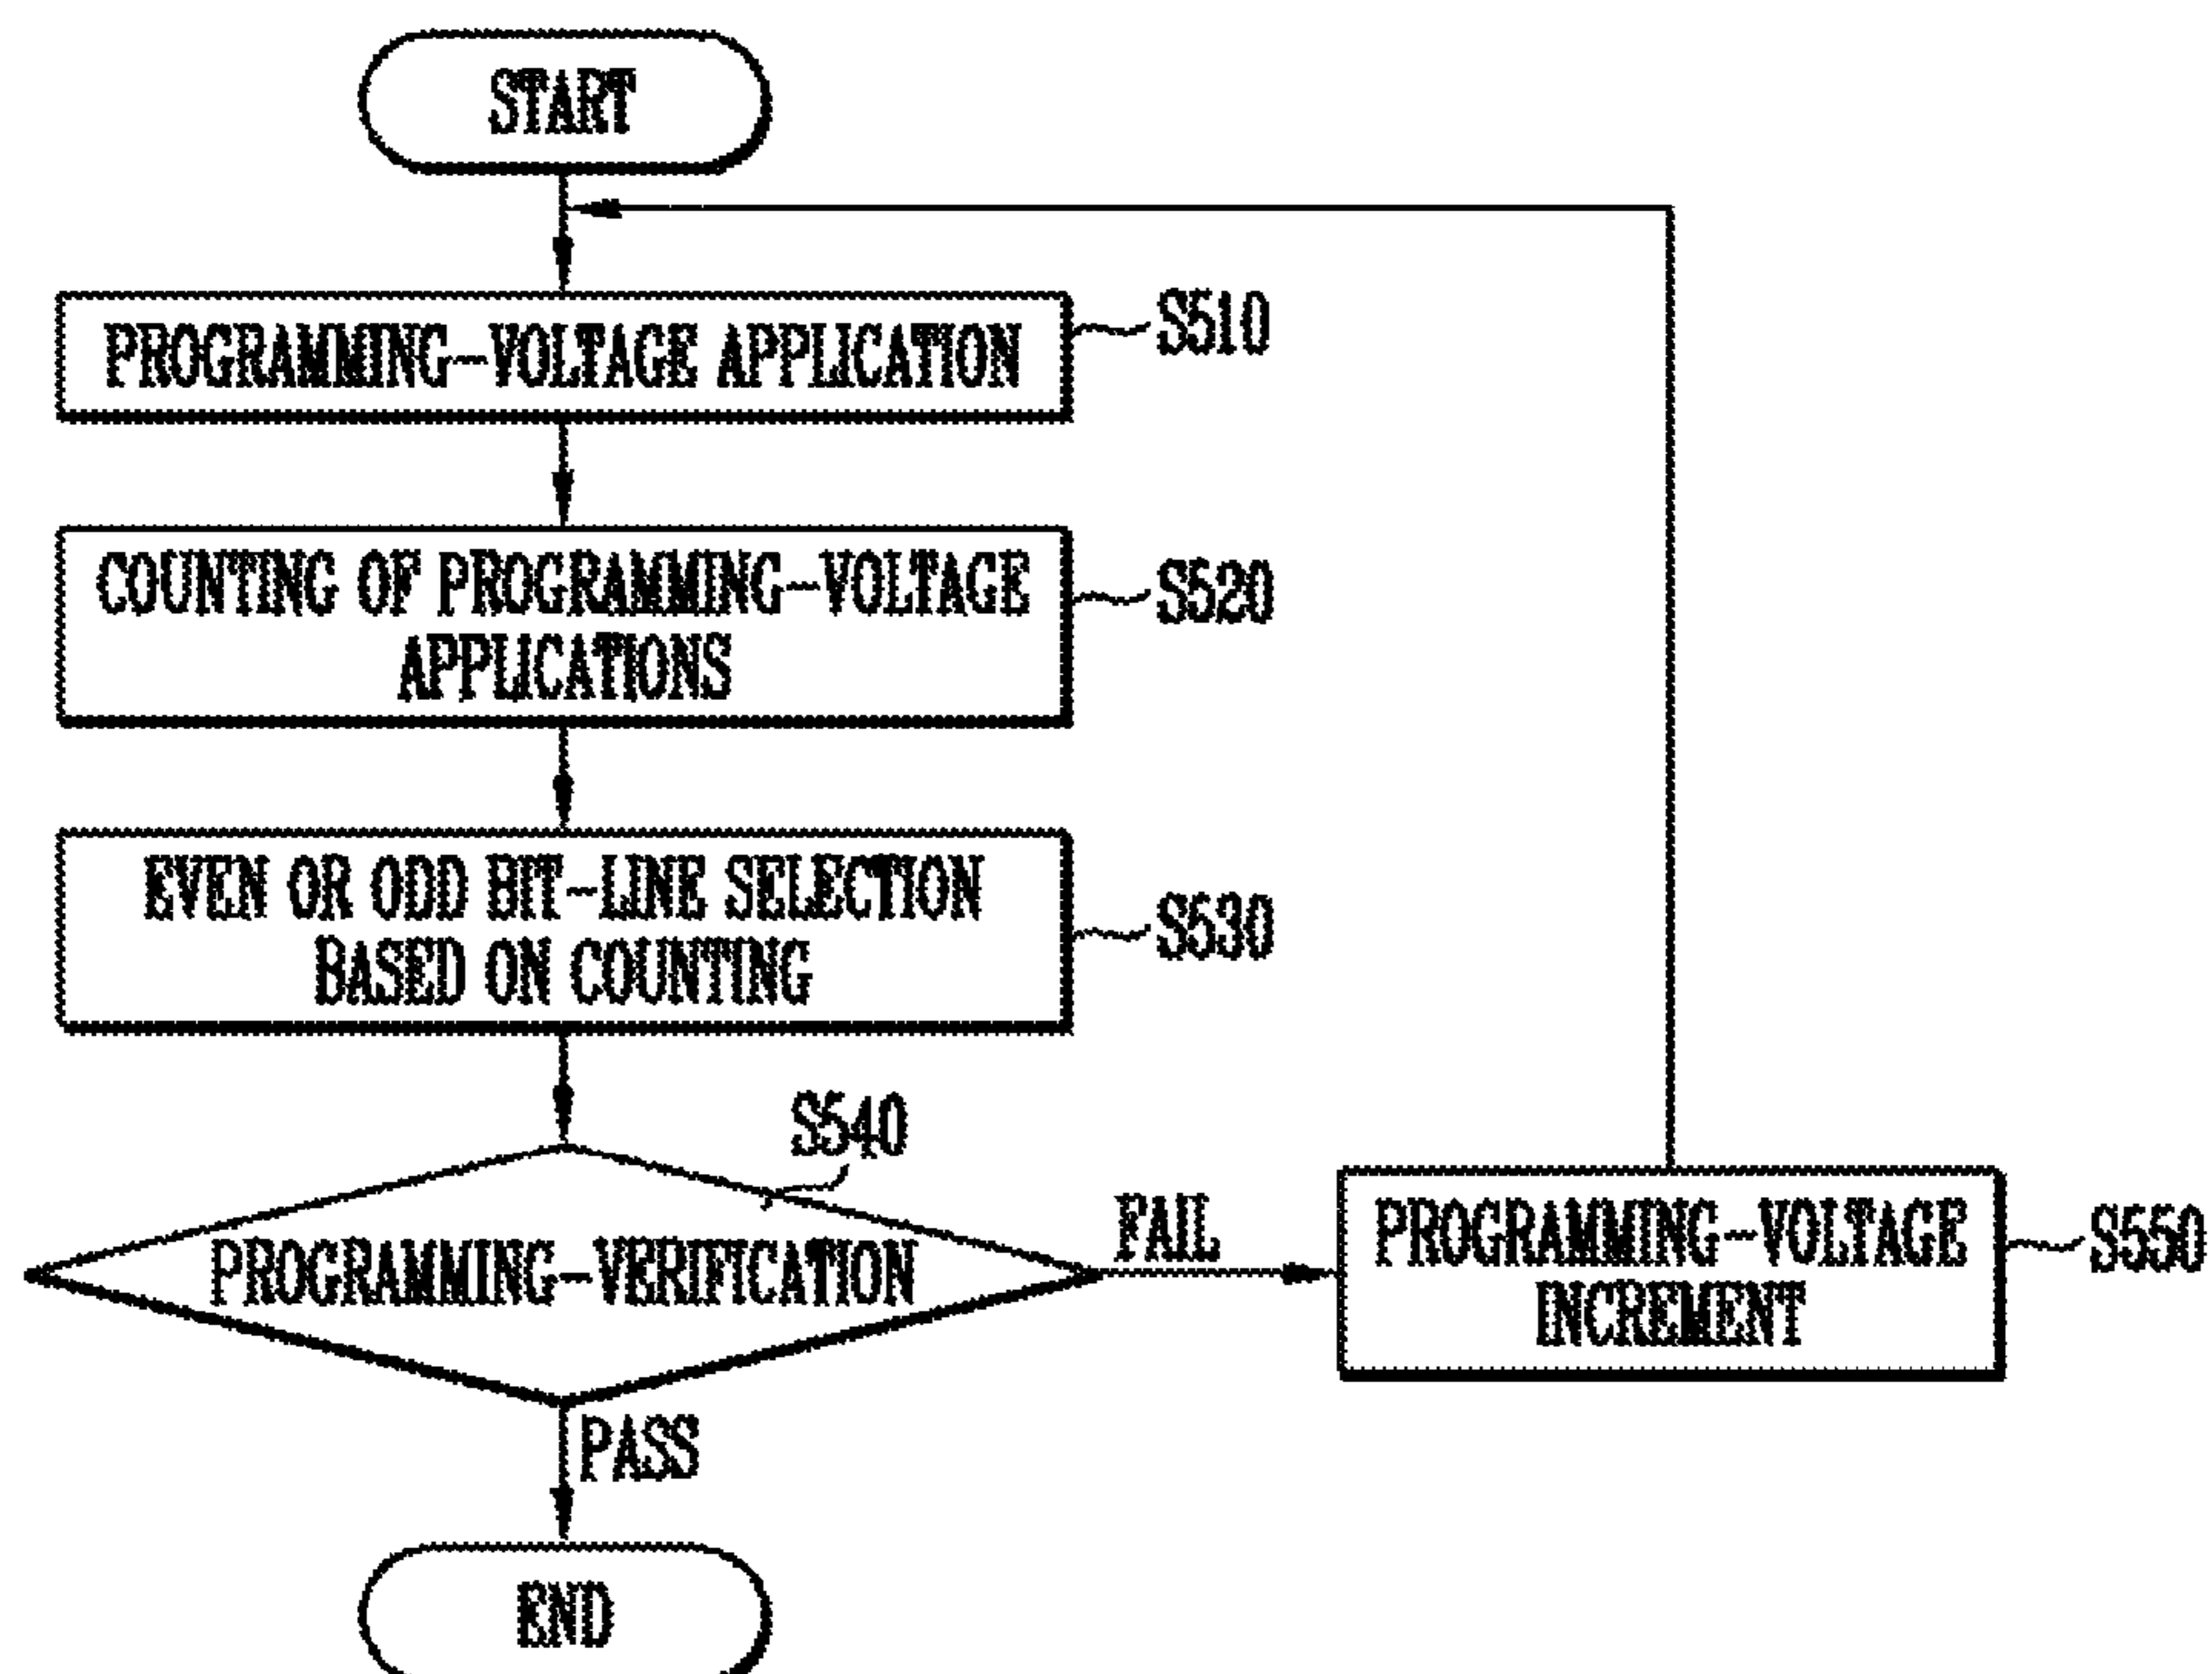 START
PROGRAMMING-VOLTAGE APPLICATION
S510
COUNTING OF PROGRAMMING-VOLTAGE
APPLICATIONS
S520
EVEN OR ODD BIT-LINE SELECTION
BASED ON COUNTING
S530
S540
PROGRAMMING-VERIFICATION
FAIL
PROGRAMMING-VOLTAGE
INCREMENT
S550
PASS
END